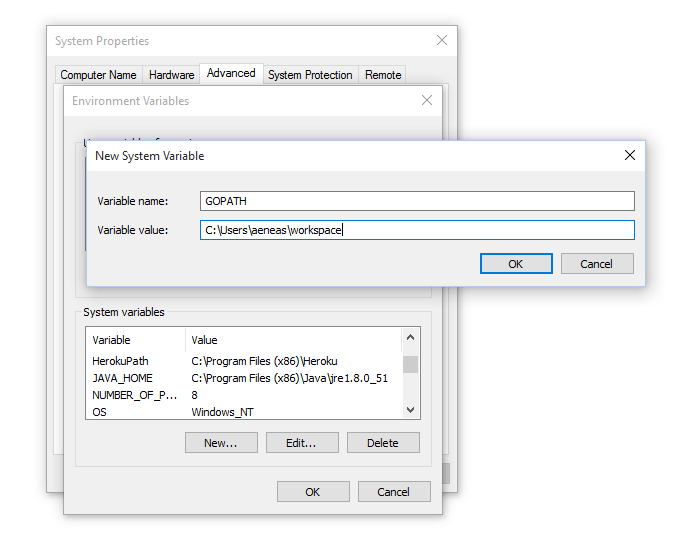 System Properties
Computer Name Hardware Advanced System Protection Remote
Environment Variables
New System Variable
Variable name: GOPATH
Variable value: C:\Users\aeneas\workspace
OK Cancel
System variables
Variable Value
HerokuPath C:\Program Files (x86)\Heroku
JAVA_HOME C:\Program Files (x86)\Java\jre1.8.0_51
NUMBER_OF_P... 8
OS Windows_NT
New... Edit... Delete
OK Cancel